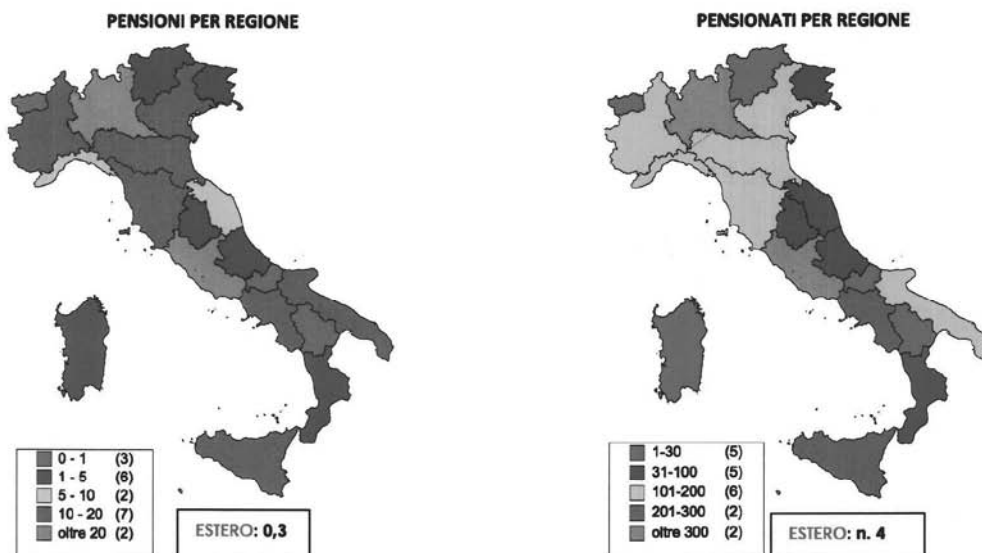 PENSIONI PER REGIONE
0 - 1 (3)
1 - 5 (6)
5 - 10 (2)
10 - 20 (7)
oltre 20 (2)
ESTERO: 0,3
PENSIONATI PER REGIONE
1-30 (5)
31-100 (5)
101-200 (6)
201-300 (2)
oltre 300 (2)
ESTERO: n. 4